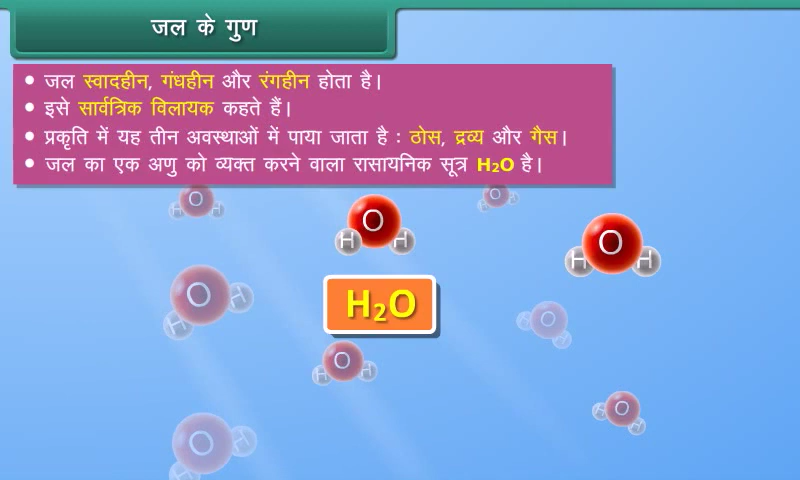 जल के गुण
• जल स्वादहीन, गंधहीन और रंगहीन होता है।
• इसे सार्वत्रिक विलायक कहते हैं।
• प्रकृति में यह तीन अवस्थाओं में पाया जाता है : ठोस, द्रव्य और गैस।
• जल का एक अणु को व्यक्त करने वाला रासायनिक सूत्र H₂O है।
O H H
O H H
O H H
O H H
O H H
H₂O
O H H
O H H
O H H
O H H